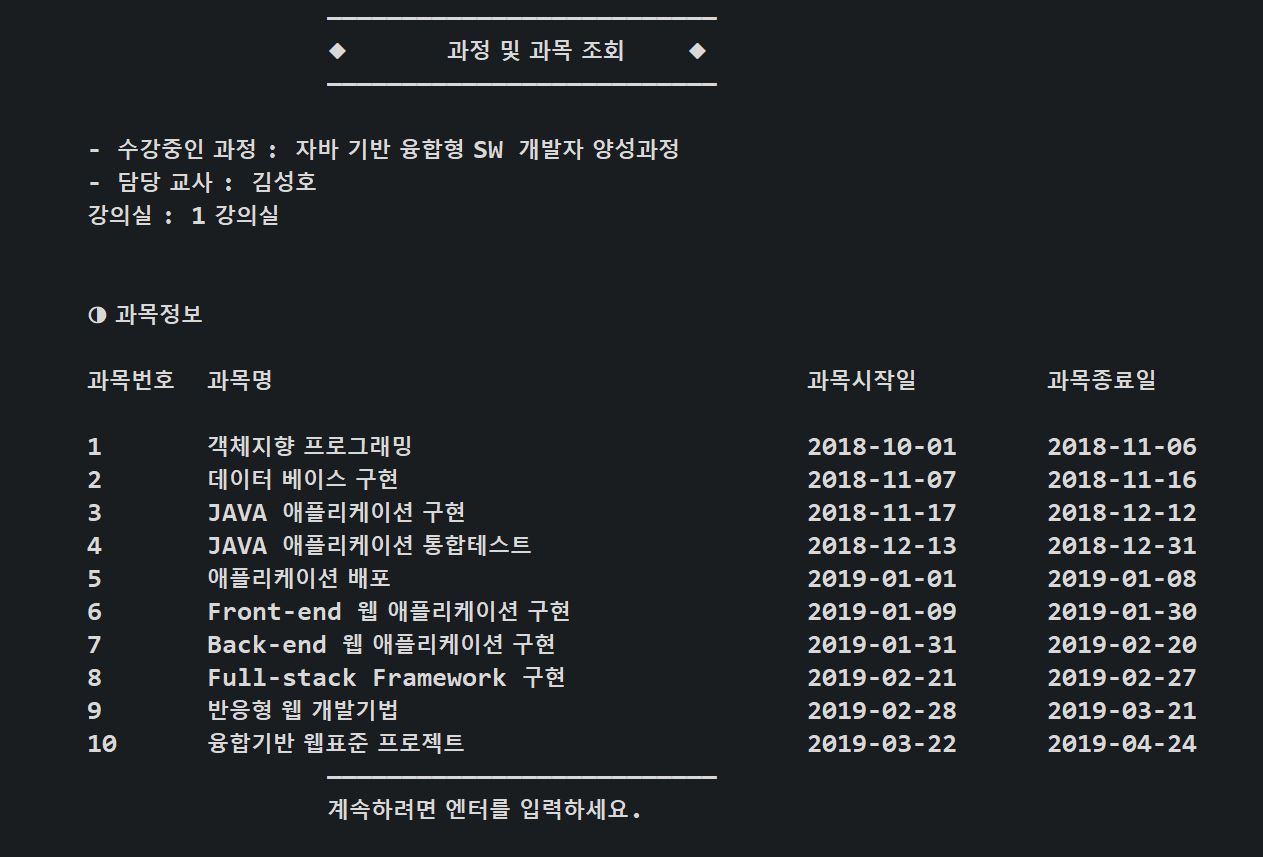 ◆ 과정 및 과목 조회 ◆
- 수강중인 과정 : 자바 기반 융합형 SW 개발자 양성과정
- 담당 교사 : 김성호
강의실 : 1 강의실
◑ 과목정보
과목번호 과목명 과목시작일 과목종료일
1 객체지향 프로그래밍 2018-10-01 2018-11-06
2 데이터 베이스 구현 2018-11-07 2018-11-16
3 JAVA 애플리케이션 구현 2018-11-17 2018-12-12
4 JAVA 애플리케이션 통합테스트 2018-12-13 2018-12-31
5 애플리케이션 배포 2019-01-01 2019-01-08
6 Front-end 웹 애플리케이션 구현 2019-01-09 2019-01-30
7 Back-end 웹 애플리케이션 구현 2019-01-31 2019-02-20
8 Full-stack Framework 구현 2019-02-21 2019-02-27
9 반응형 웹 개발기법 2019-02-28 2019-03-21
10 융합기반 웹표준 프로젝트 2019-03-22 2019-04-24
계속하려면 엔터를 입력하세요.